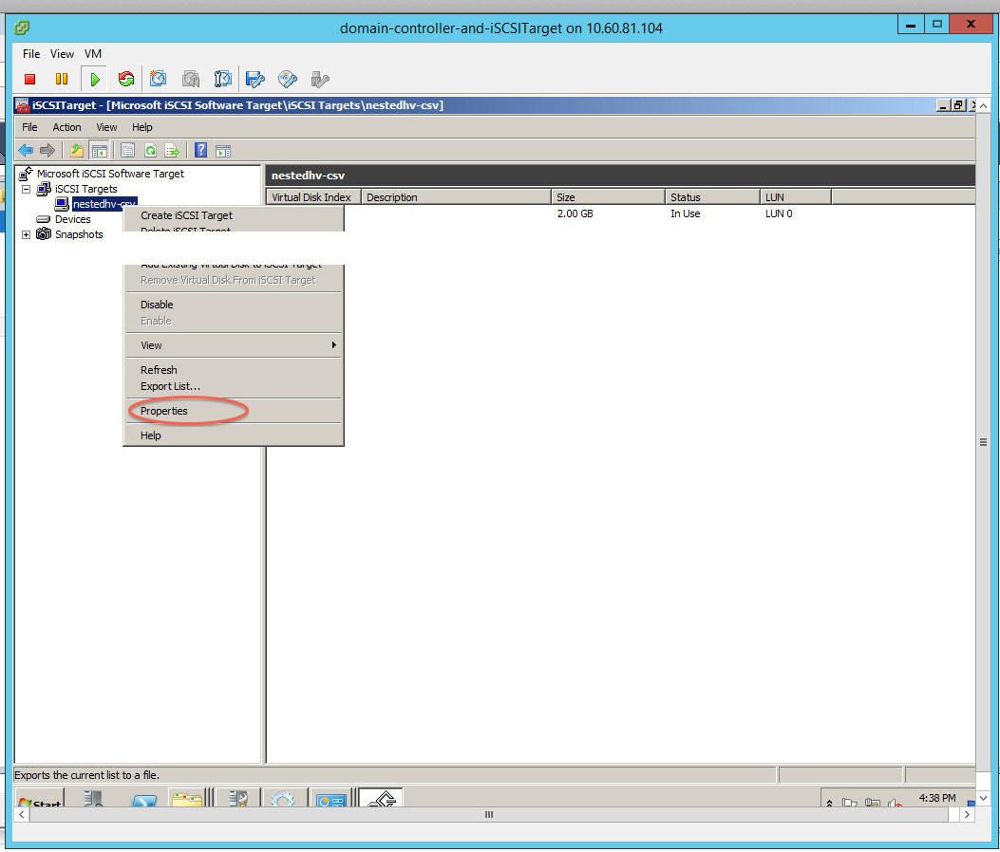 domain-controller-and-iSCSITarget on 10.60.81.104
File View VM
iSCSITarget - [Microsoft iSCSI Software Target\iSCSI Targets\nestedhv-csv]
File Action View Help
Microsoft iSCSI Software Target
iSCSI Targets
nestedhv-csv
Devices
Snapshots
nestedhv-csv
Virtual Disk Index Description Size Status LUN
2.00 GB In Use LUN 0
Create iSCSI Target
Delete iSCSI Target
Add Existing Virtual Disk to iSCSI Target
Remove Virtual Disk From iSCSI Target
Disable
Enable
View
Refresh
Export List...
Properties
Help
Exports the current list to a file.
Start
4:38 PM